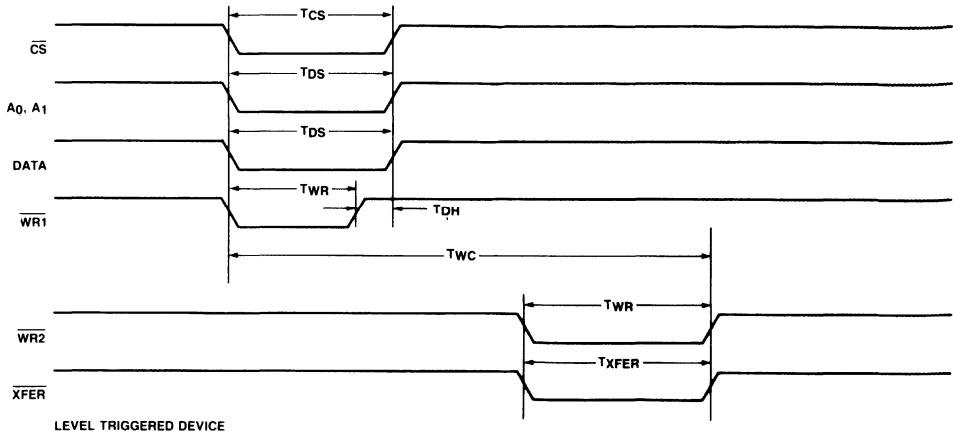 TCS
CS
TDS
A0, A1
TDS
DATA
TWR
WR1
TDH
TWC
TWR
WR2
TXFER
XFER
LEVEL TRIGGERED DEVICE